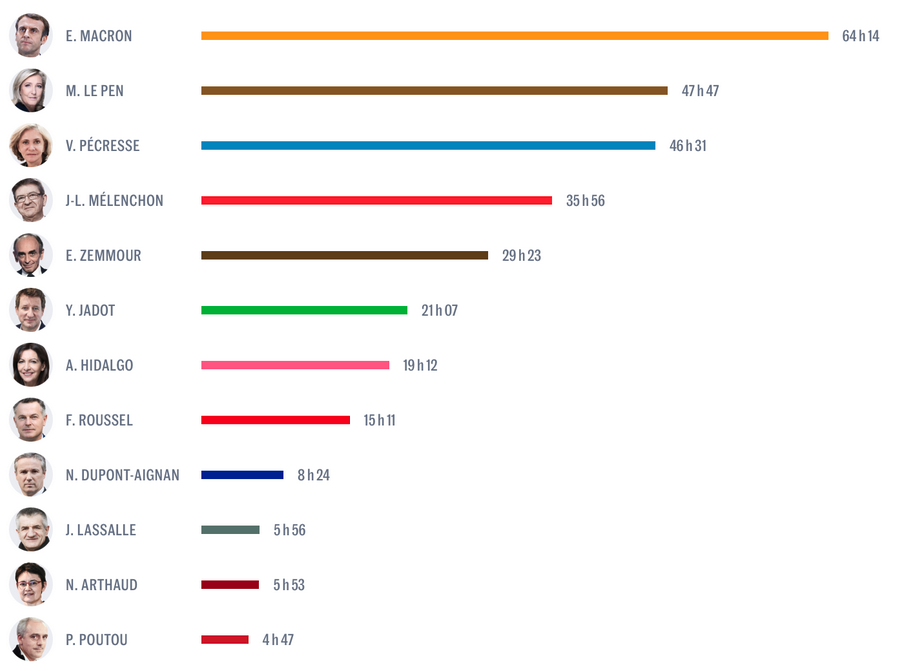 E. MACRON 64 h 14
M. LE PEN 47 h 47
V. PÉCRESSE 46 h 31
J-L. MÉLENCHON 35 h 56
E. ZEMMOUR 29 h 23
Y. JADOT 21 h 07
A. HIDALGO 19 h 12
F. ROUSSEL 15 h 11
N. DUPONT-AIGNAN 8 h 24
J. LASSALLE 5 h 56
N. ARTHAUD 5 h 53
P. POUTOU 4 h 47